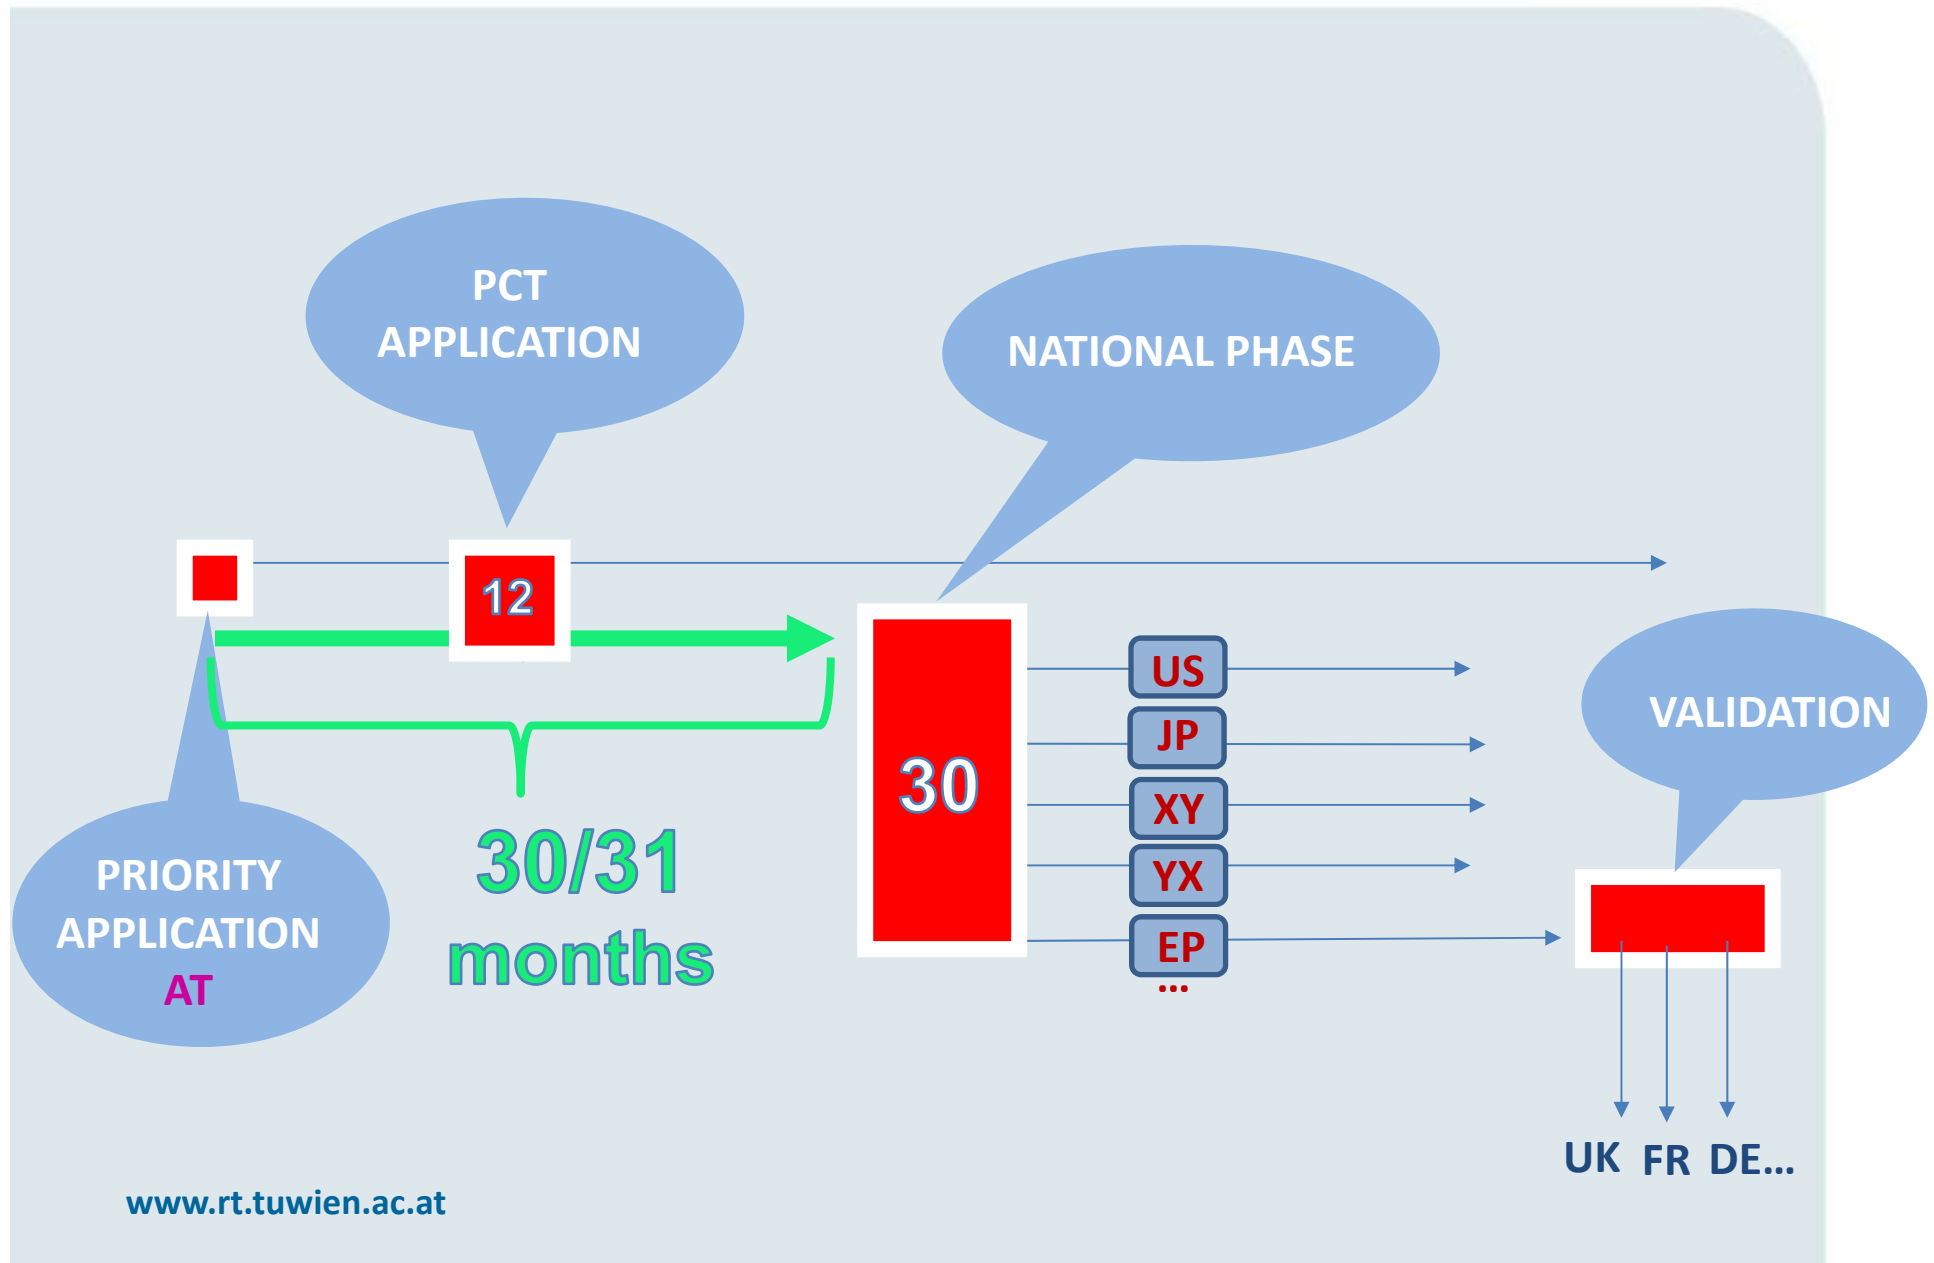 PCT
APPLICATION
NATIONAL PHASE
12
US
JP
XY
YX
EP
...
30
VALIDATION
30/31
months
PRIORITY
APPLICATION
AT
UK FR DE...
www.rt.tuwien.ac.at